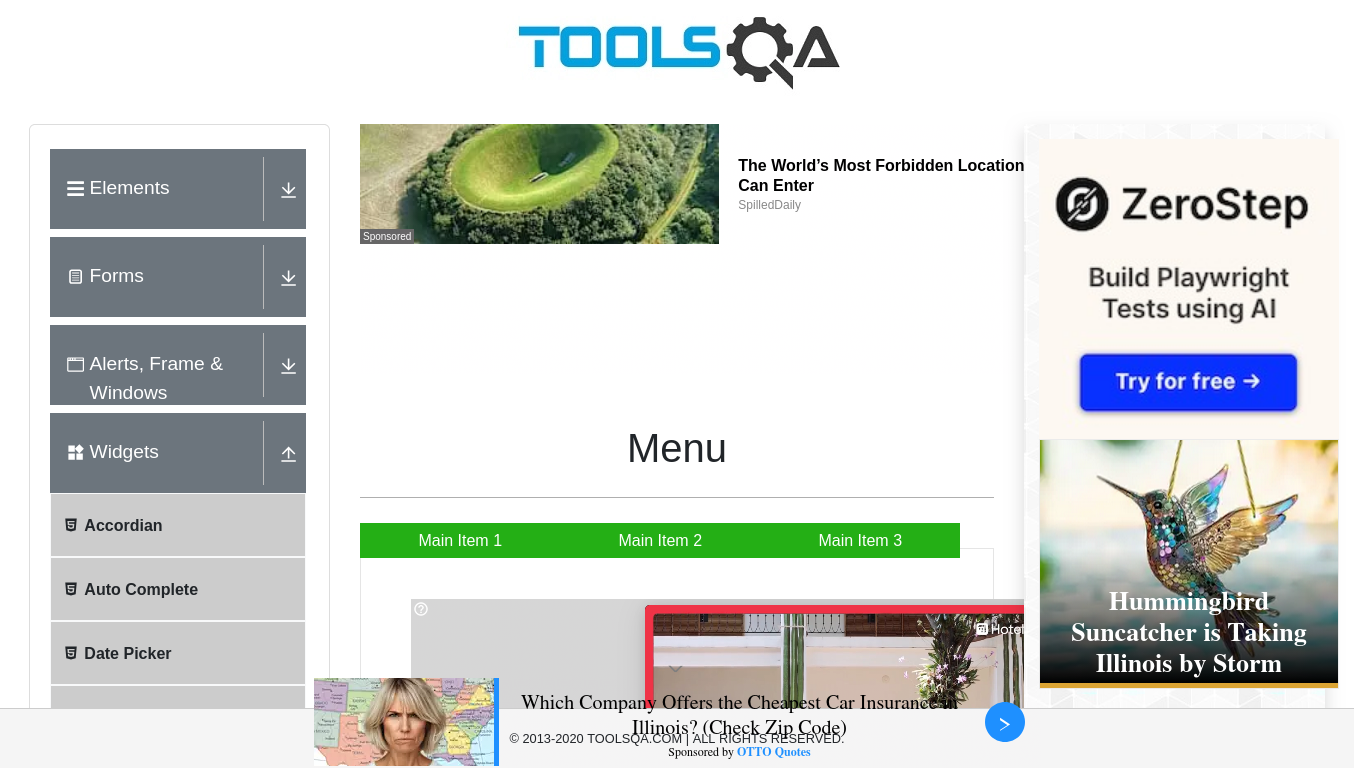 TOOLSQA
Elements
Forms
Alerts, Frame &
Windows
Widgets
Accordian
Auto Complete
Date Picker
Sponsored
The World’s Most Forbidden Location
Can Enter
SpilledDaily
Menu
Main Item 1
Main Item 2
Main Item 3
Hotel
ZeroStep
Build Playwright
Tests using AI
Try for free →
Hummingbird
Suncatcher is Taking
Illinois by Storm
Which Company Offers the Cheapest Car Insurance in
Illinois? (Check Zip Code)
© 2013-2020 TOOLSQA.COM | ALL RIGHTS RESERVED.
Sponsored by OTTO Quotes